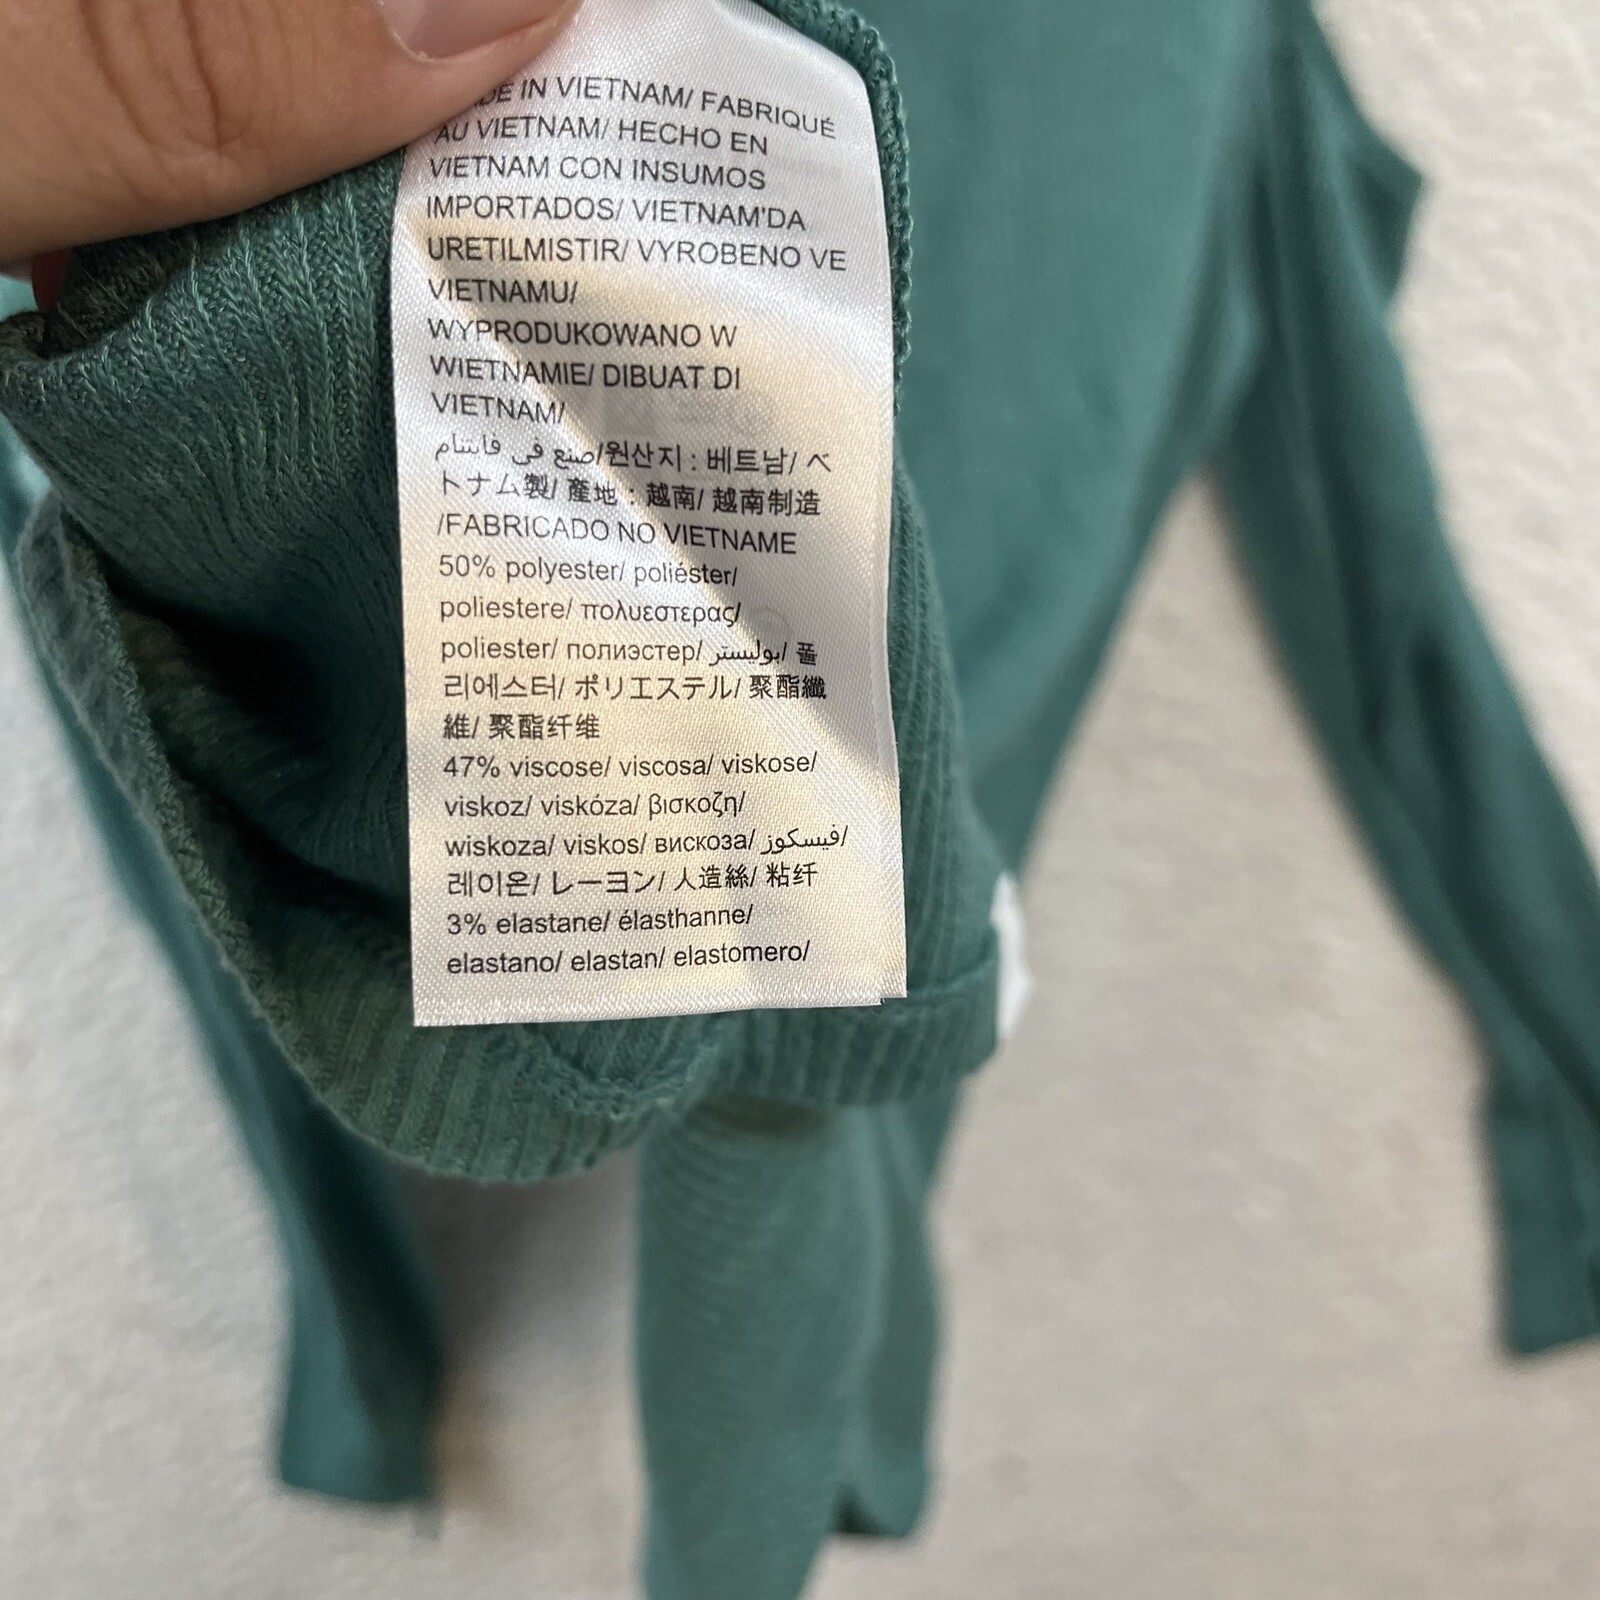 DE IN VIETNAM/ FABRIQUÉ
AU VIETNAM/ HECHO EN
VIETNAM CON INSUMOS
IMPORTADOS/ VIETNAM'DA
URETILMISTIR/ VYROBENO VE
VIETNAMU/
WYPRODUKOWANO W
WIETNAMIE/ DIBUAT DI
VIETNAM/
صنع في فاتنام/원산지 : 베트남/ ベ
トナム製/ 產地 : 越南/ 越南制造
/FABRICADO NO VIETNAME
50% polyester/ poliéster/
poliestere/ πολυεστερας/
poliester/ полиэстер/ بوليستر/ 폴
리에스터/ ポリエステル/ 聚酯纖
維/ 聚酯纤维
47% viscose/ viscosa/ viskose/
viskoz/ viskóza/ βισκοζη/
wiskoza/ viskos/ вискоза/ فيسكوز/
레이온/ レーヨン/ 人造絲/ 粘纤
3% elastane/ élasthanne/
elastano/ elastan/ elastomero/